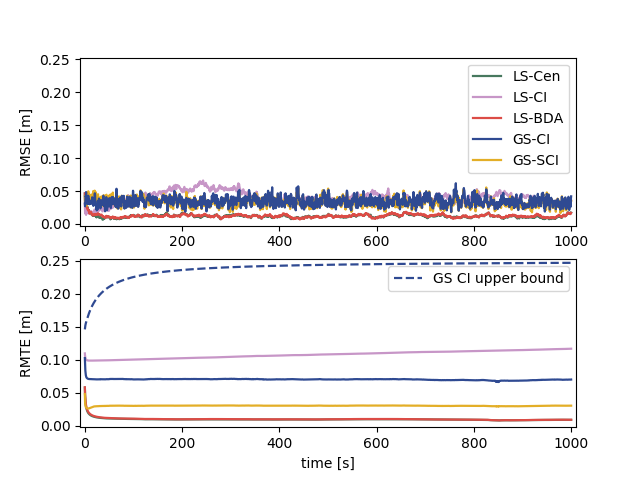 0.25
0.20
0.15
0.10
0.05
0.00
RMSE [m]
LS-Cen
LS-CI
LS-BDA
GS-CI
GS-SCI
0
200
400
600
800
1000
0.25
0.20
0.15
0.10
0.05
0.00
RMTE [m]
GS CI upper bound
0
200
400
600
800
1000
time [s]